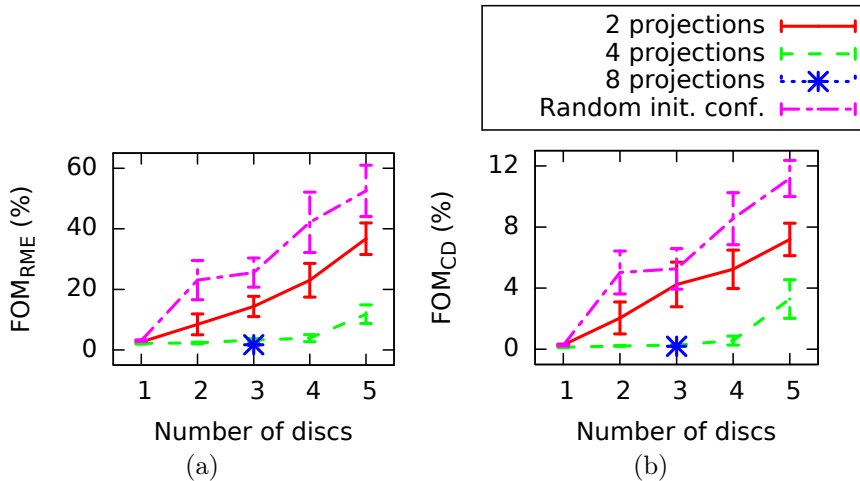 2 projections
4 projections
8 projections
Random init. conf.
FOM_RME (%)
60
40
20
0
1 2 3 4 5
Number of discs
(a)
FOM_CD (%)
12
8
4
0
1 2 3 4 5
Number of discs
(b)